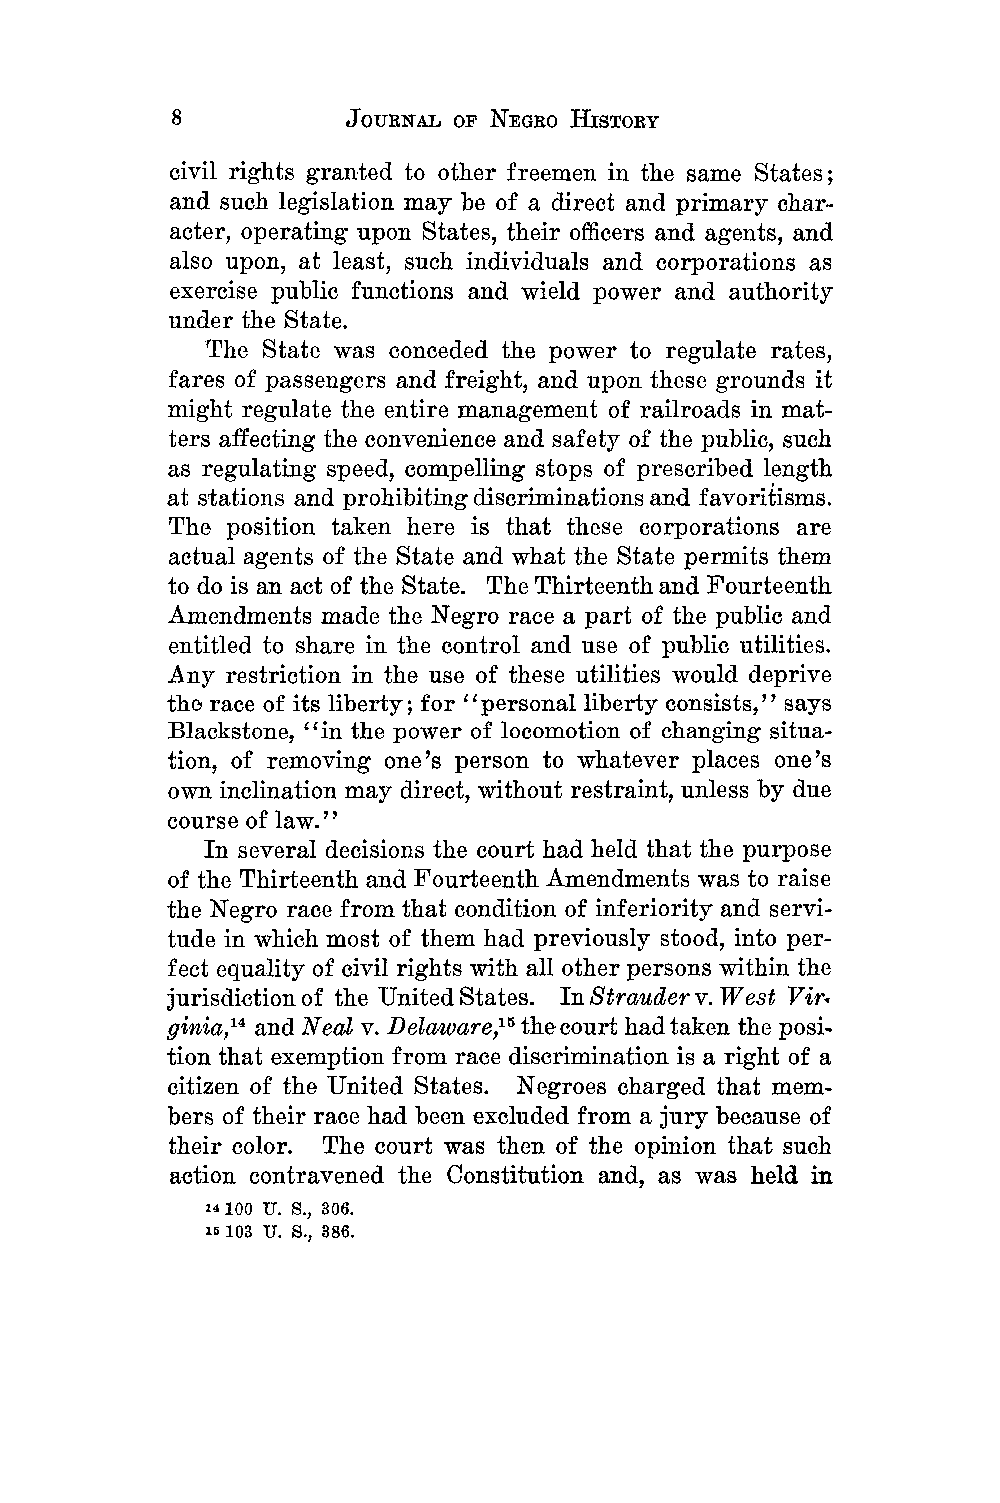 8 JOURNAL OF NEGRO HISTORY
civil rights granted to other freemen in the same States;
and such legislation may be of a direct and primary char-
acter, operating upon States, their officers and agents, and
also upon, at least, such individuals and corporations as
exercise public functions and wield power and authority
under the State.
The State was conceded the power to regulate rates,
fares of passengers and freight, and upon these grounds it
might regulate the entire management of railroads in mat-
ters affecting the convenience and safety of the public, such
as regulating speed, compelling stops of prescribed length
at stations and prohibiting discriminations and favoritisms.
The position taken here is that these corporations are
actual agents of the State and what the State permits them
to do is an act of the State. The Thirteenth and Fourteenth
Amendments made the Negro race a part of the public and
entitled to share in the control and use of public utilities.
Any restriction in the use of these utilities would deprive
the race of its liberty; for ‘‘personal liberty consists,’’ says
Blackstone, ‘‘in the power of locomotion of changing situa-
tion, of removing one’s person to whatever places one’s
own inclination may direct, without restraint, unless by due
course of law.’’
In several decisions the court had held that the purpose
of the Thirteenth and Fourteenth Amendments was to raise
the Negro race from that condition of inferiority and servi-
tude in which most of them had previously stood, into per-
fect equality of civil rights with all other persons within the
jurisdiction of the United States. In Strauder v. West Vir-
ginia,¹⁴ and Neal v. Delaware,¹⁵ the court had taken the posi-
tion that exemption from race discrimination is a right of a
citizen of the United States. Negroes charged that mem-
bers of their race had been excluded from a jury because of
their color. The court was then of the opinion that such
action contravened the Constitution and, as was held in
¹⁴ 100 U. S., 306.
¹⁵ 103 U. S., 386.